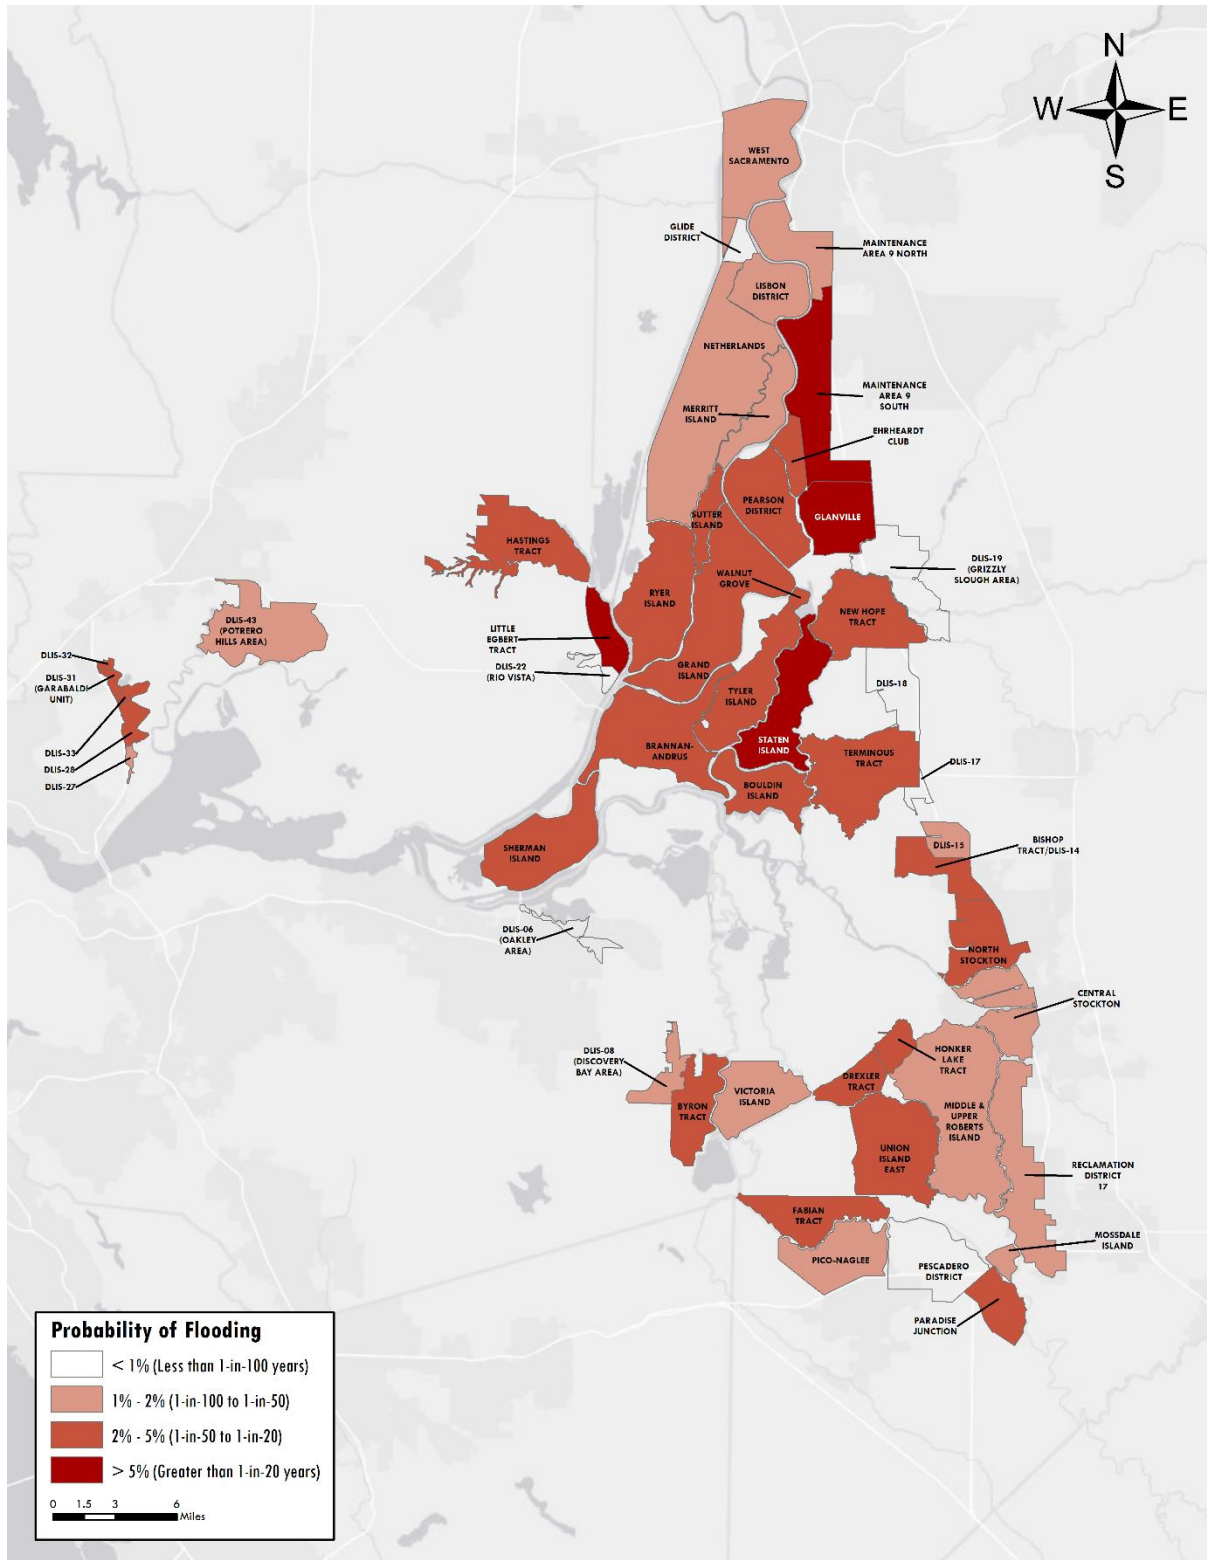 N
W
E
S
WEST
SACRAMENTO
GLIDE
DISTRICT
MAINTENANCE
AREA 9 NORTH
LISBON
DISTRICT
NETHERLANDS
MAINTENANCE
AREA 9
SOUTH
MERRITT
ISLAND
EHRHEARDT
CLUB
PEARSON
DISTRICT
SUTTER
ISLAND
GLANVILLE
HASTINGS
TRACT
DLIS-19
(GRIZZLY
SLOUGH AREA)
WALNUT
GROVE
RYER
ISLAND
NEW HOPE
TRACT
DLIS-43
(POTRERO
HILLS AREA)
LITTLE
EGBERT
TRACT
DLIS-32
DLIS-22
(RIO VISTA)
GRAND
ISLAND
DLIS-31
(GARABALDI
UNIT)
DLIS-18
TYLER
ISLAND
STATEN
ISLAND
DLIS-33
BRANNAN-
ANDRUS
TERMINOUS
TRACT
DLIS-28
DLIS-17
DLIS-27
BOULDIN
ISLAND
SHERMAN
ISLAND
DLIS-15
BISHOP
TRACT/DLIS-14
DLIS-06
(OAKLEY
AREA)
NORTH
STOCKTON
CENTRAL
STOCKTON
DLIS-08
(DISCOVERY
BAY AREA)
HONKER
LAKE
TRACT
DREXLER
TRACT
VICTORIA
ISLAND
BYRON
TRACT
MIDDLE &
UPPER
ROBERTS
ISLAND
UNION
ISLAND
EAST
RECLAMATION
DISTRICT
17
FABIAN
TRACT
MOSSDALE
ISLAND
PICO-NAGLEE
PESCADERO
DISTRICT
PARADISE
JUNCTION
Probability of Flooding
< 1% (Less than 1-in-100 years)
1% - 2% (1-in-100 to 1-in-50)
2% - 5% (1-in-50 to 1-in-20)
> 5% (Greater than 1-in-20 years)
0 1.5 3 6
Miles